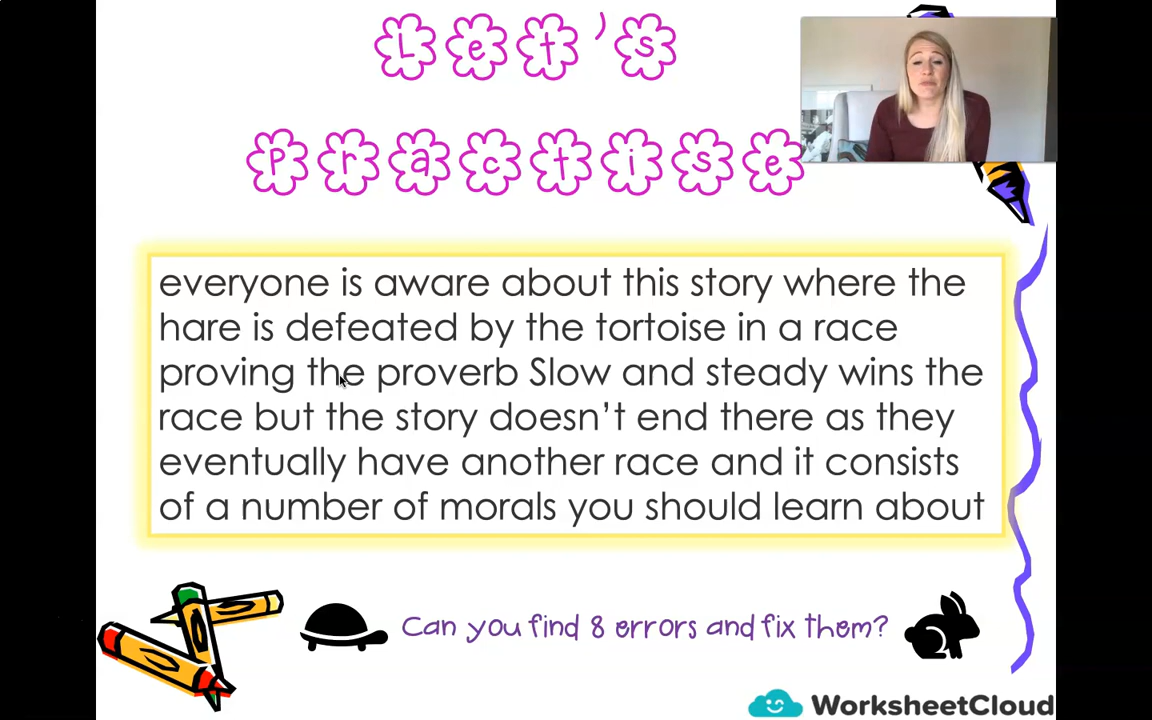 Let's
Practise
everyone is aware about this story where the
hare is defeated by the tortoise in a race
proving the proverb Slow and steady wins the
race but the story doesn't end there as they
eventually have another race and it consists
of a number of morals you should learn about
Can you find 8 errors and fix them?
WorksheetCloud